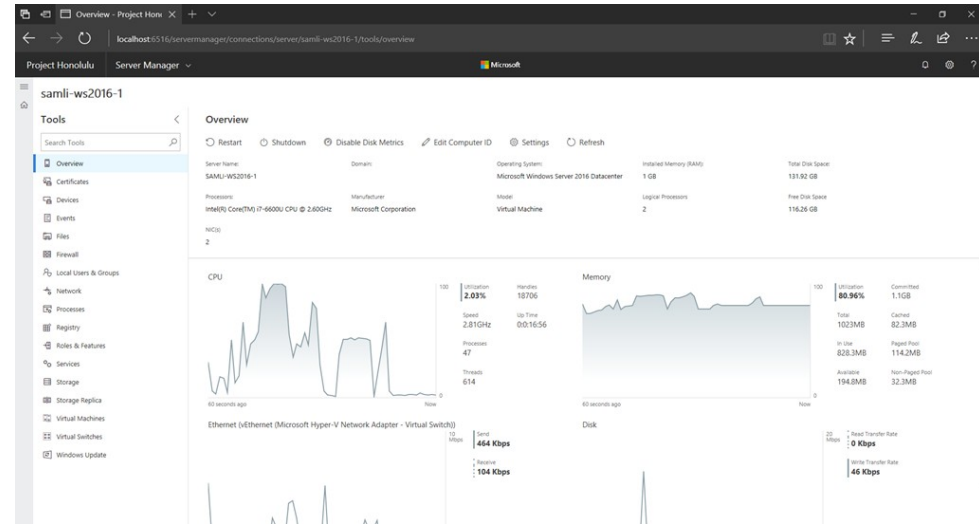 Overview - Project Hon
localhost:6516/servermanager/connections/server/samli-ws2016-1/tools/overview
Project Honolulu
Server Manager
Microsoft
samli-ws2016-1
Tools
Search Tools
Overview
Certificates
Devices
Events
Files
Firewall
Local Users & Groups
Network
Processes
Registry
Roles & Features
Services
Storage
Storage Replica
Virtual Machines
Virtual Switches
Windows Update
Overview
Restart Shutdown Disable Disk Metrics Edit Computer ID Settings Refresh
Server Name: Domain: Operating System: Installed Memory (RAM): Total Disk Space:
SAMLI-WS2016-1 Microsoft Windows Server 2016 Datacenter 1 GB 131.92 GB
Processors: Manufacturer Model Logical Processors Free Disk Space
Intel(R) Core(TM) i7-6600U CPU @ 2.60GHz Microsoft Corporation Virtual Machine 2 116.26 GB
NIC(s)
2
CPU
100
0
60 seconds ago Now
Utilization Handles
2.03% 18706
Speed Up Time
2.81GHz 0:0:16:56
Processes
47
Threads
614
Memory
100
0
60 seconds ago Now
Utilization Committed
80.96% 1.1GB
Total Cached
1023MB 82.3MB
In Use Paged Pool
828.3MB 114.2MB
Available Non-Paged Pool
194.8MB 32.3MB
Ethernet (vEthernet (Microsoft Hyper-V Network Adapter - Virtual Switch))
10
Mbps
Send
464 Kbps
Receive
104 Kbps
Disk
20
Mbps
Read Transfer Rate
0 Kbps
Write Transfer Rate
46 Kbps